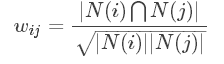 w_{ij} = \frac{|N(i) \bigcap N(j)|}{\sqrt{|N(i)||N(j)|}}